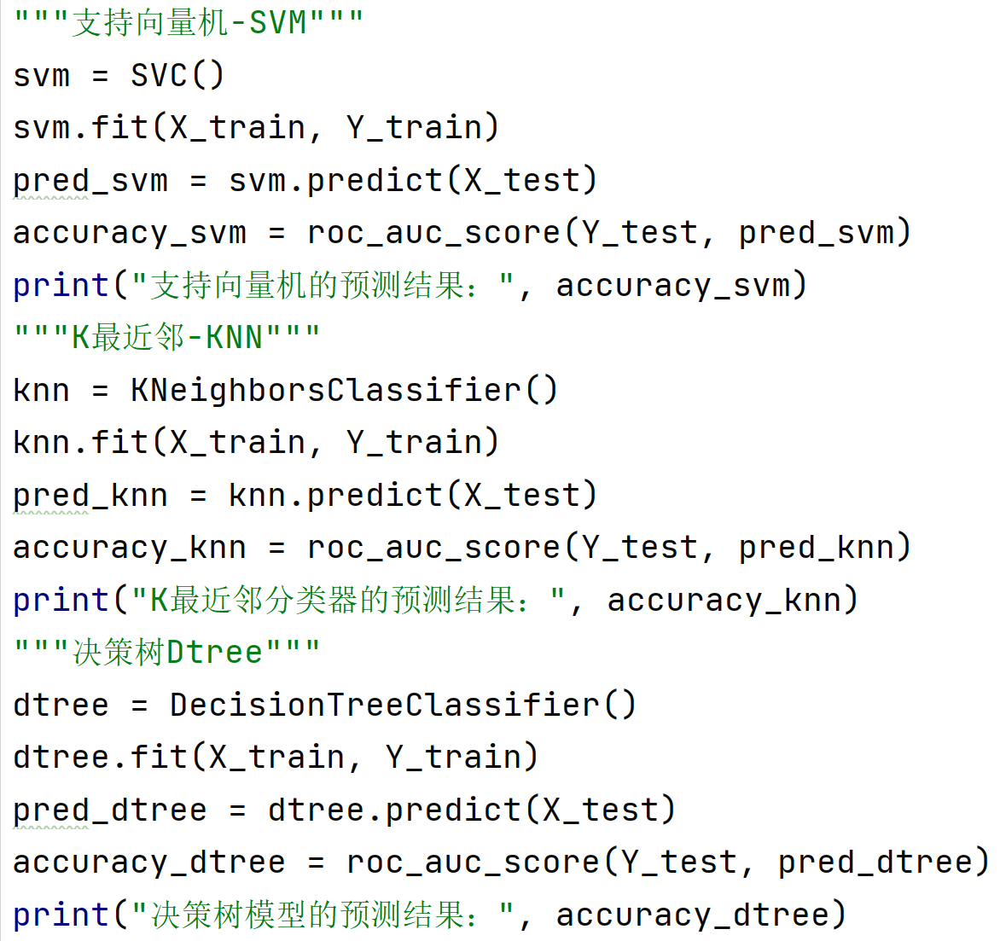 """支持向量机-SVM"""
svm = SVC()
svm.fit(X_train, Y_train)
pred_svm = svm.predict(X_test)
accuracy_svm = roc_auc_score(Y_test, pred_svm)
print("支持向量机的预测结果：", accuracy_svm)
"""K最近邻-KNN"""
knn = KNeighborsClassifier()
knn.fit(X_train, Y_train)
pred_knn = knn.predict(X_test)
accuracy_knn = roc_auc_score(Y_test, pred_knn)
print("K最近邻分类器的预测结果：", accuracy_knn)
"""决策树Dtree"""
dtree = DecisionTreeClassifier()
dtree.fit(X_train, Y_train)
pred_dtree = dtree.predict(X_test)
accuracy_dtree = roc_auc_score(Y_test, pred_dtree)
print("决策树模型的预测结果：", accuracy_dtree)